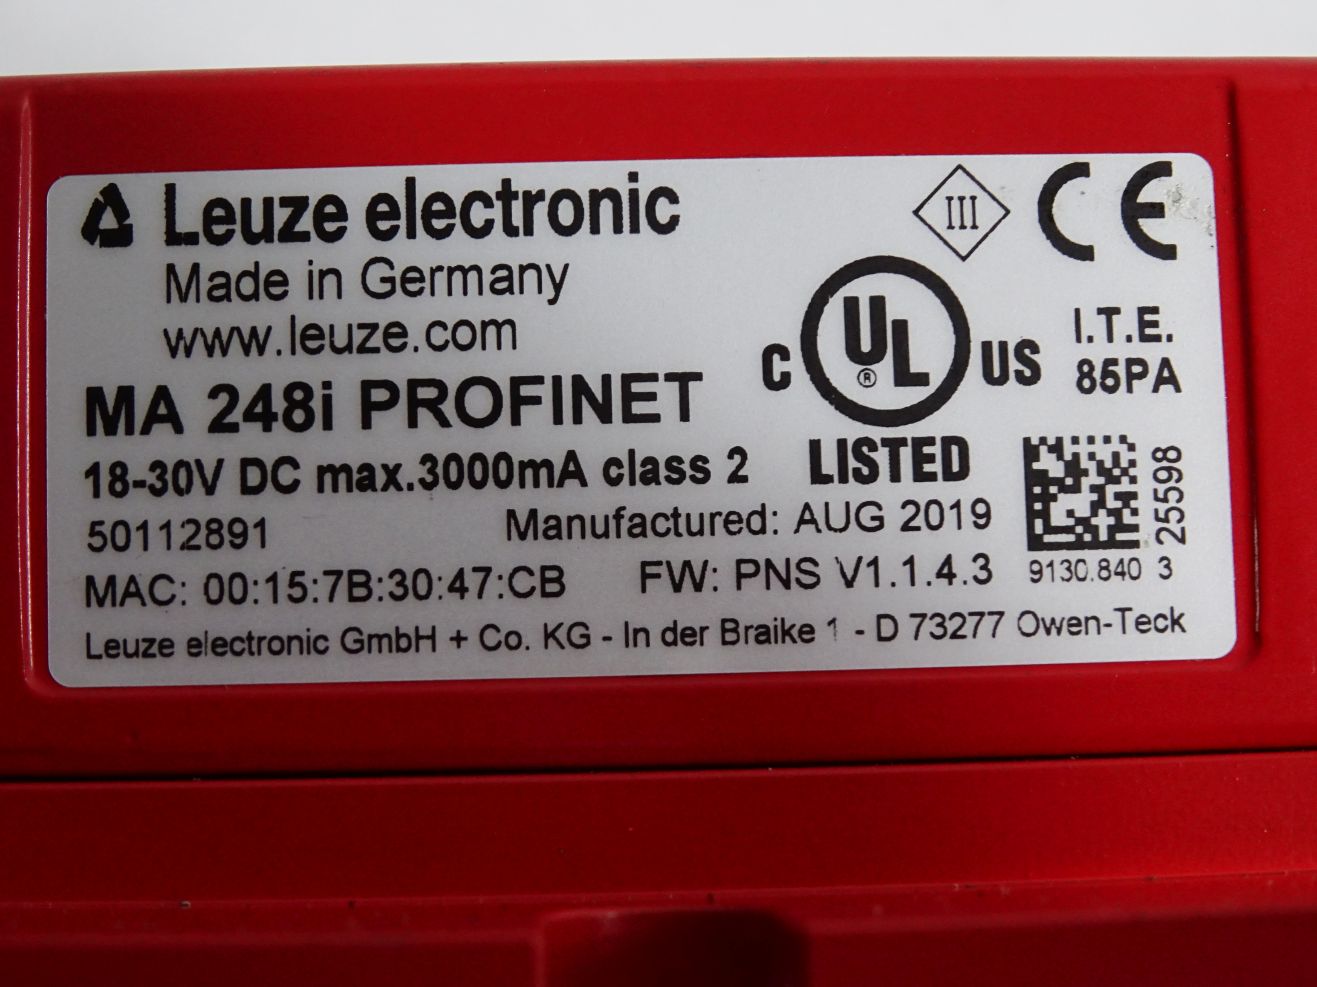 Leuze electronic
Made in Germany
www.leuze.com
III
CE
C UL ® US
LISTED
I.T.E.
85PA
MA 248i PROFINET
18-30V DC max.3000mA class 2
50112891
Manufactured: AUG 2019
MAC: 00:15:7B:30:47:CB
FW: PNS V1.1.4.3
25598
9130.840 3
Leuze electronic GmbH + Co. KG - In der Braike 1 - D 73277 Owen-Teck